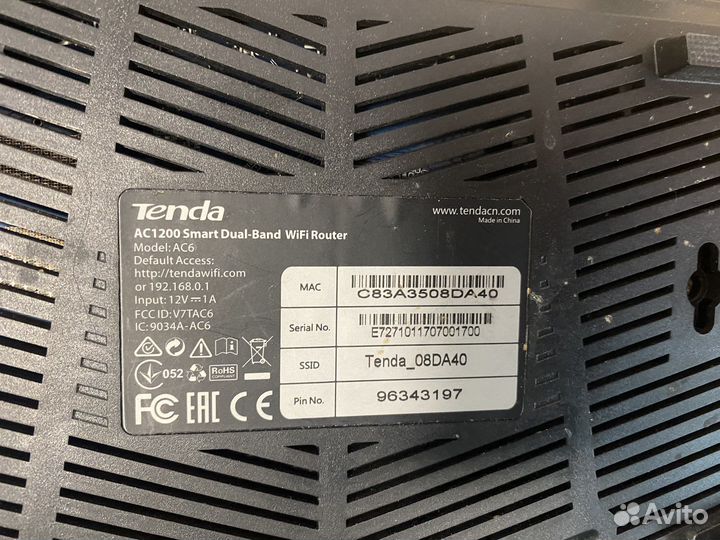 Tenda
www.tendacn.com
Made in China
AC1200 Smart Dual-Band WiFi Router
Model: AC6
Default Access:
http://tendawifi.com
or 192.168.0.1
Input: 12V⎓1A
FCC ID: V7TAC6
IC: 9034A-AC6
052
RoHS
COMPLIANT
FC EAC CE
MAC
C83A3508DA40
Serial No.
E7271011707001700
SSID
Tenda_08DA40
Pin No.
96343197
Avito